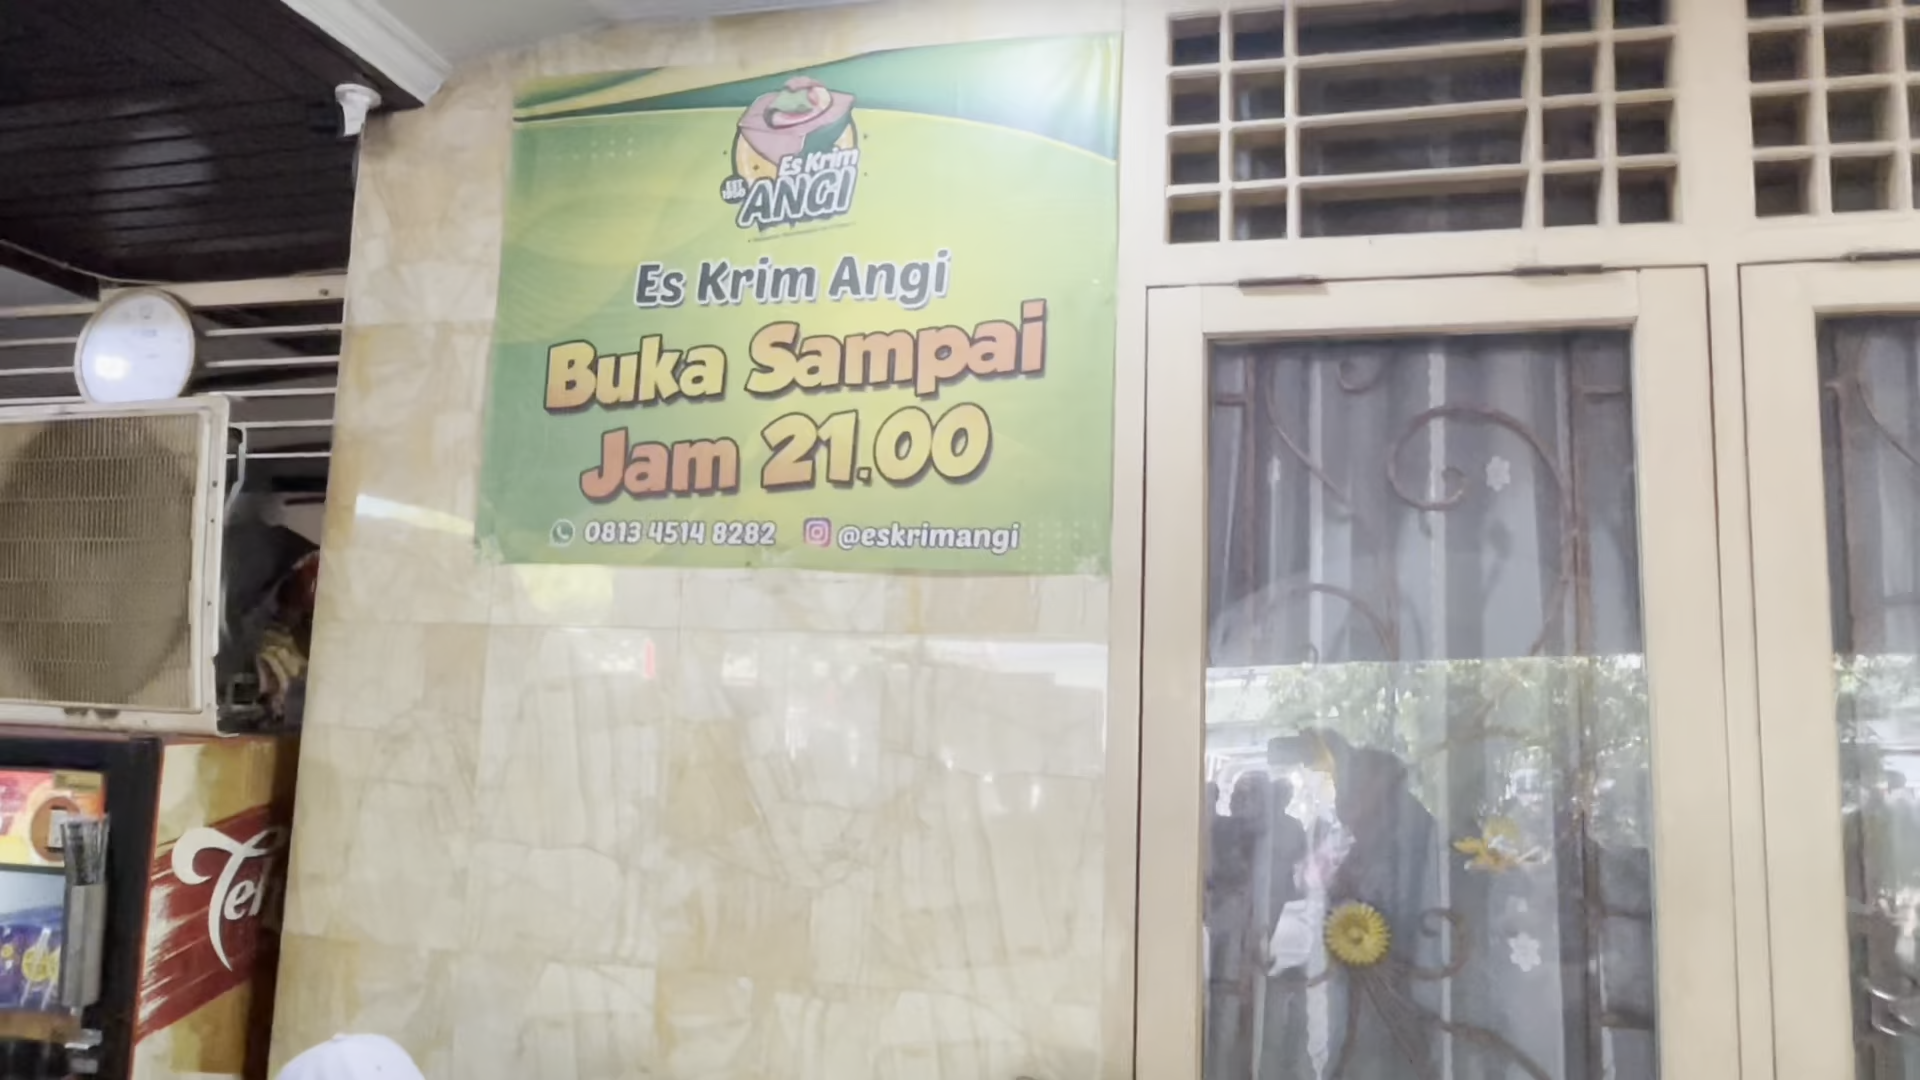 Es Krim
ANGI
Es Krim Angi
Buka Sampai
Jam 21.00
0813 4514 8282 @eskrimangi